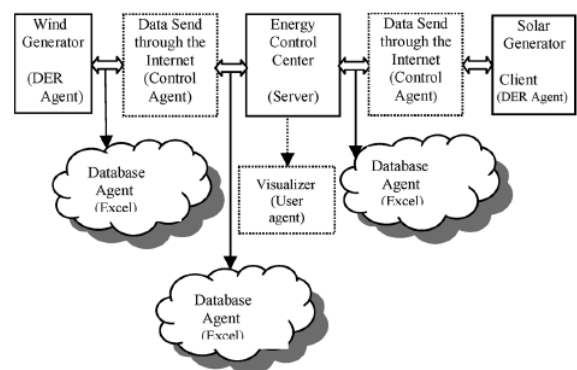 Wind
Generator
(DER
Agent)
Data Send
through the
Internet
(Control
Agent)
Energy
Control
Center
(Server)
Data Send
through the
Internet
(Control
Agent)
Solar
Generator
Client
(DER Agent)
Database
Agent
(Excel)
Visualizer
(User
agent)
Database
Agent
(Excel)
Database
Agent
(Excel)